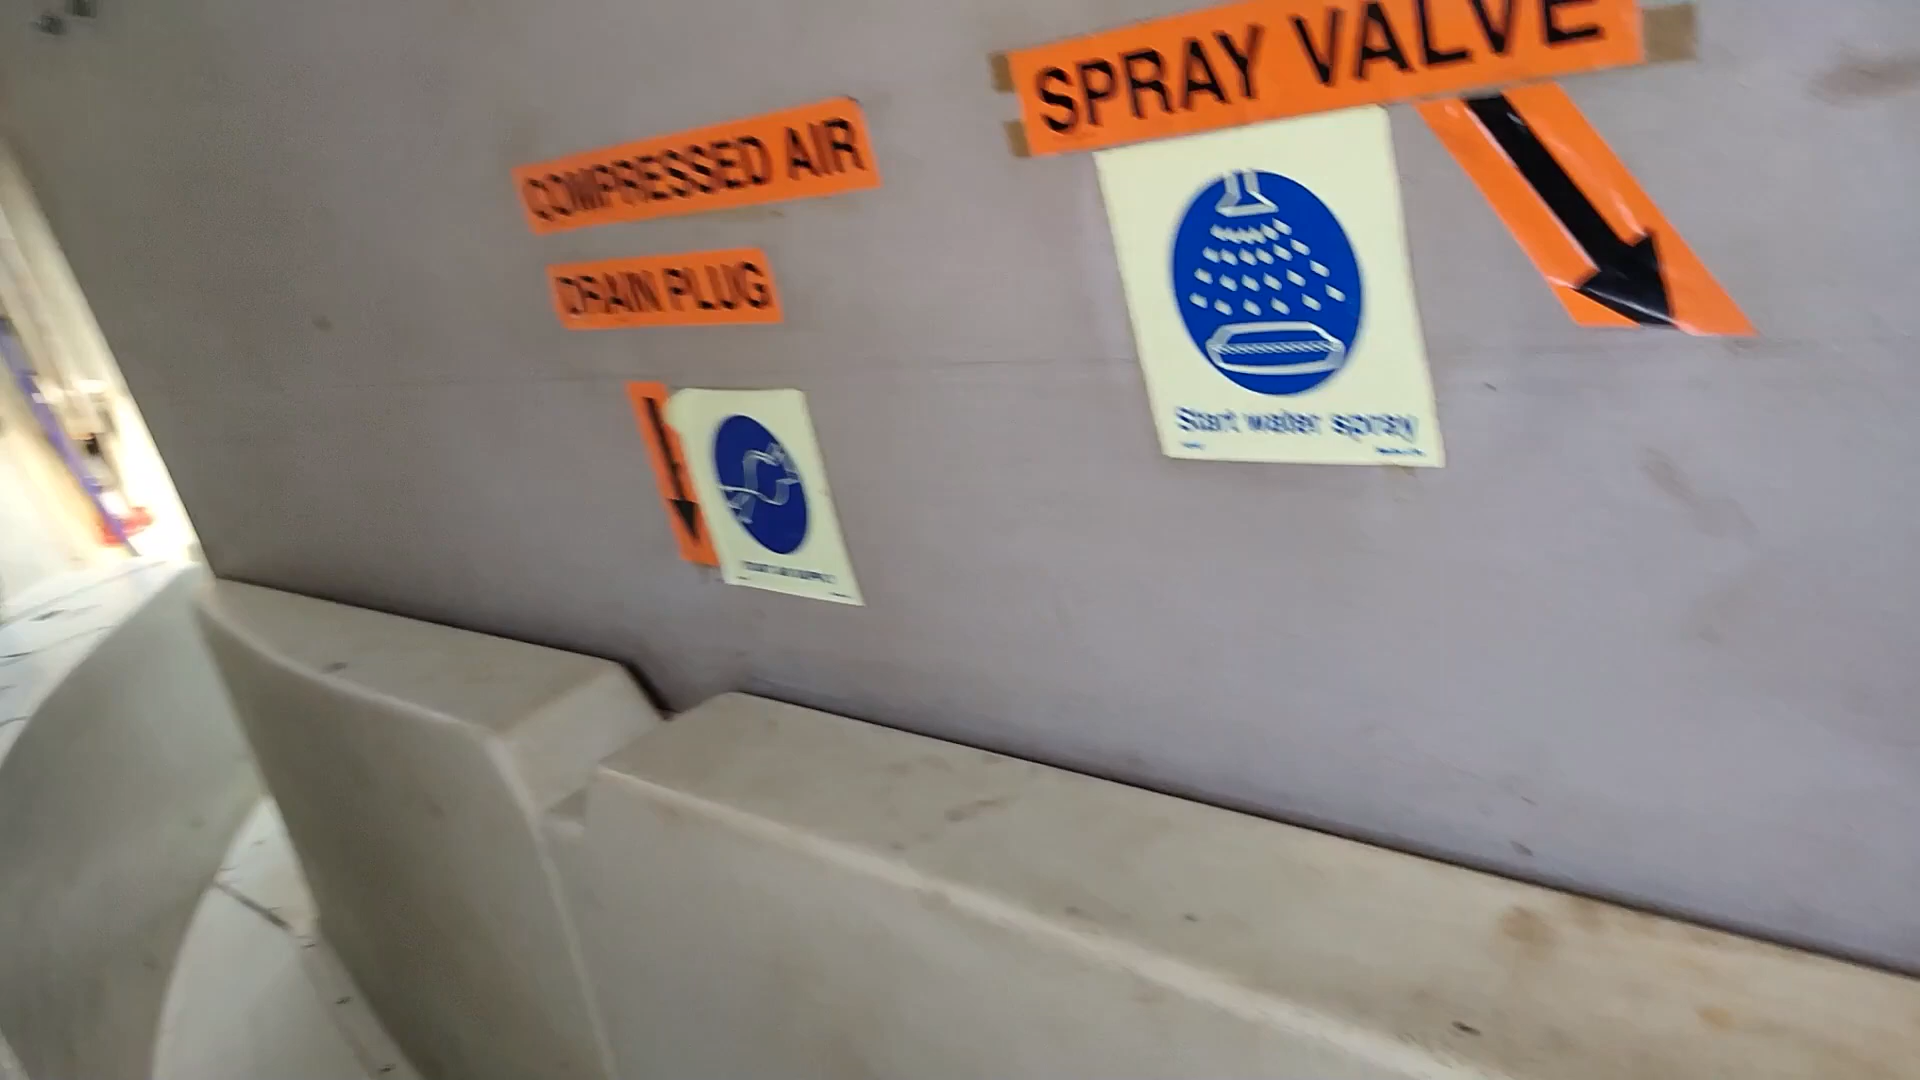 SPRAY VALVE
COMPRESSED AIR
DRAIN PLUG
Start water spray